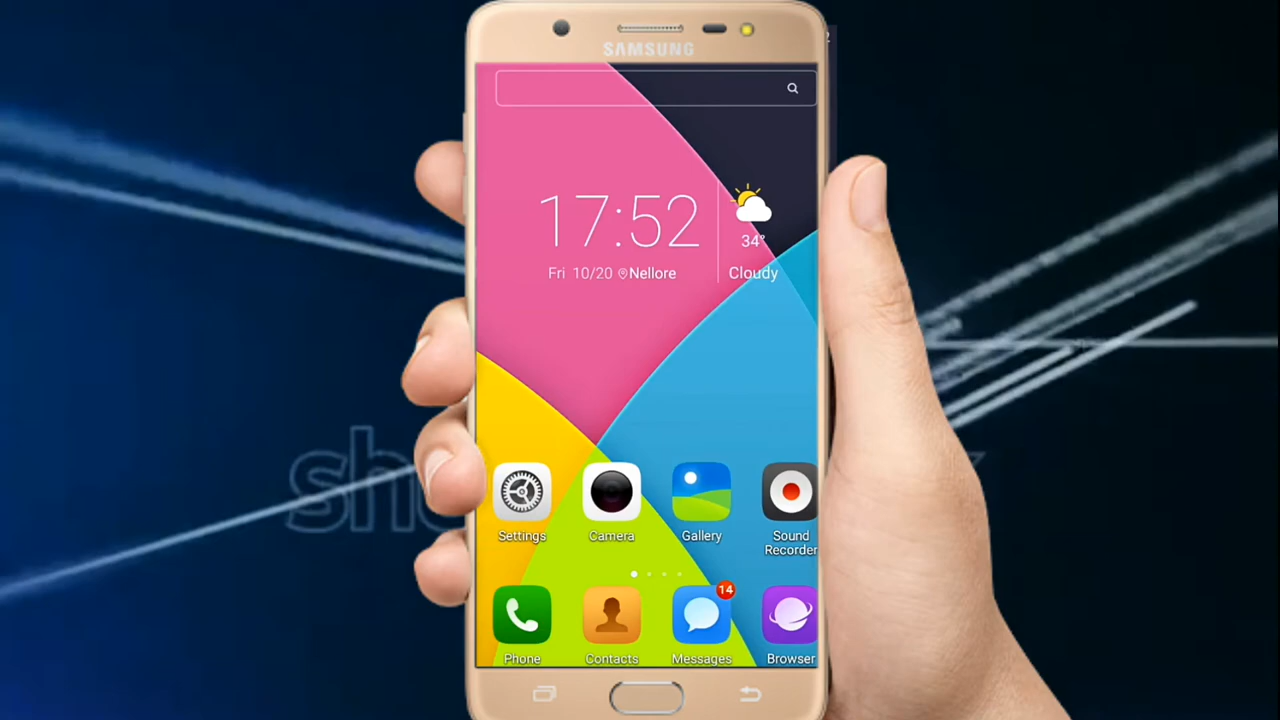 SAMSUNG
17:52
34°
Fri 10/20 Nellore
Cloudy
Settings
Camera
Gallery
Sound
Recorder
14
Phone
Contacts
Messages
Browser